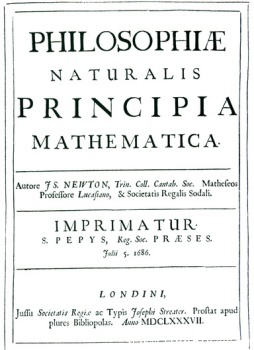 PHILOSOPHIÆ
NATURALIS
PRINCIPIA
MATHEMATICA.
Autore JS. NEWTON, Trin. Coll. Cantab. Soc. Matheseos
Professore Lucasiano, & Societatis Regalis Sodali.
IMPRIMATUR.
S. PEPYS, Reg. Soc. PRÆSES.
Julii 5. 1686.
LONDINI,
Jussu Societatis Regiæ ac Typis Josephi Streater. Prostat apud
plures Bibliopolas. Anno MDCLXXXVII.